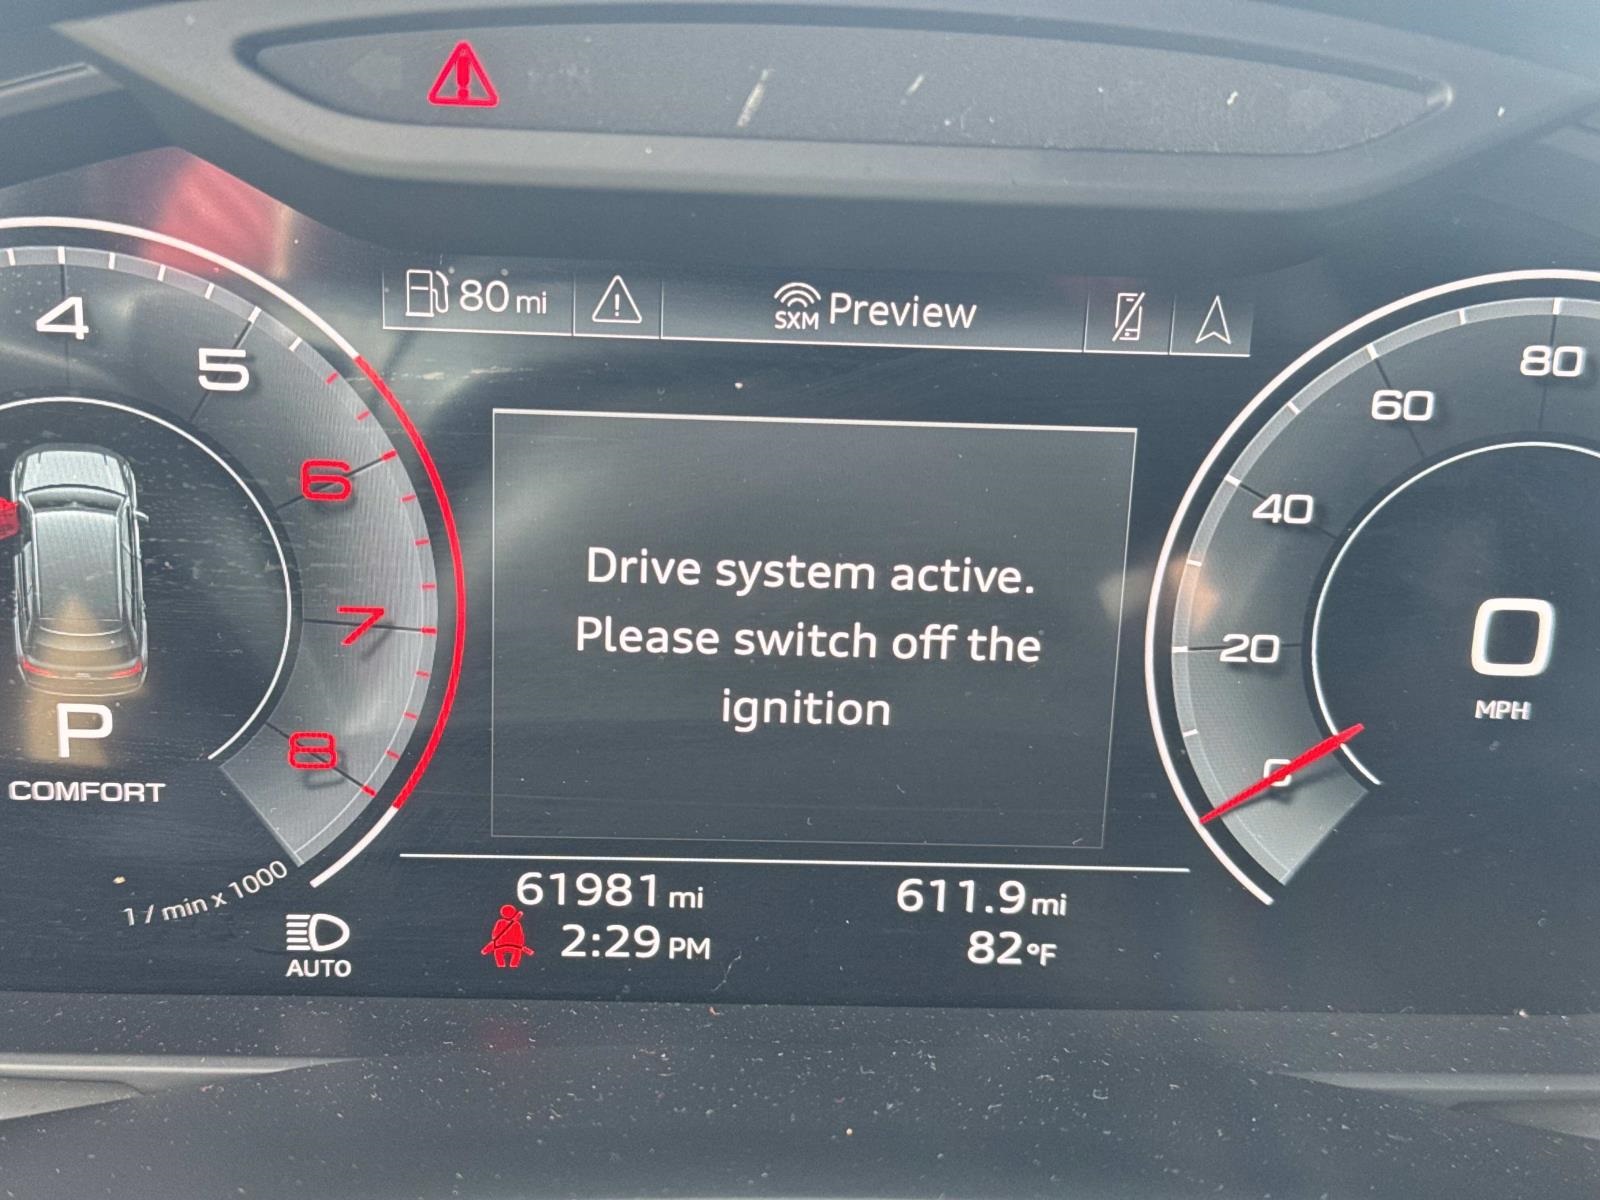 80 mi
SXM Preview
4
5
6
7
8
1 / min x 1000
P
COMFORT
Drive system active.
Please switch off the
ignition
80
60
40
20
0
0
MPH
61981 mi
611.9 mi
2:29 PM
82°F
AUTO